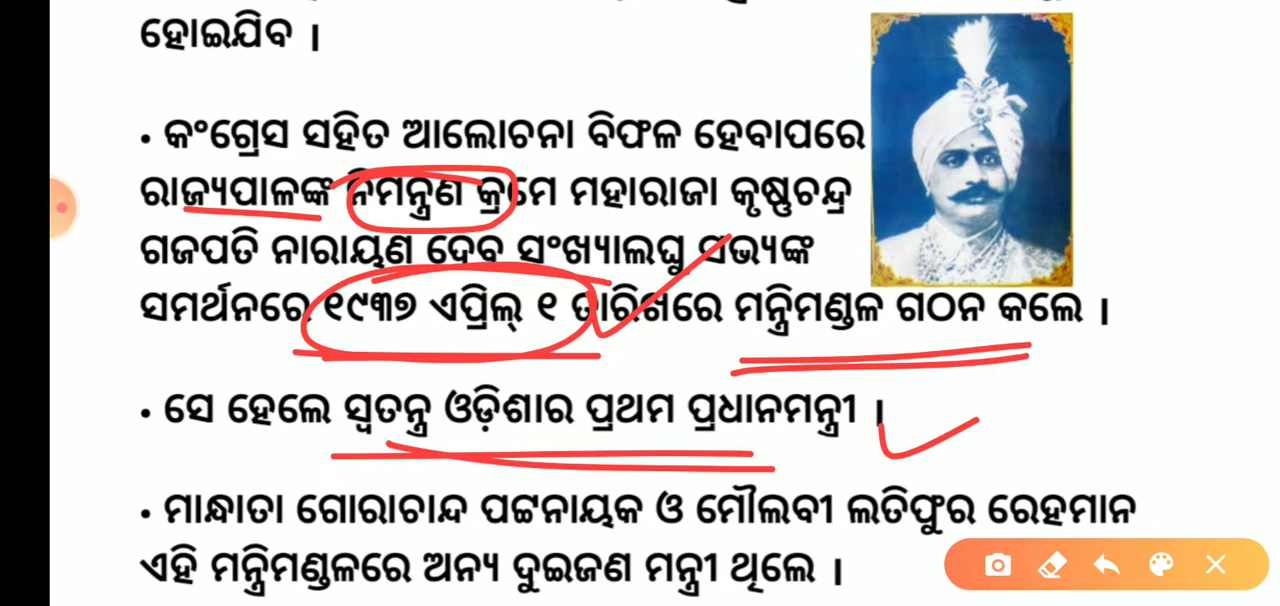 ହୋଇଯିବ ।
• କଂଗ୍ରେସ ସହିତ ଆଲୋଚନା ବିଫଳ ହେବାପରେ
ରାଜ୍ୟପାଳଙ୍କ ନିମନ୍ତ୍ରଣ କ୍ରମେ ମହାରାଜା କୃଷ୍ଣଚନ୍ଦ୍ର
ଗଜପତି ନାରାୟଣ ଦେବ ସଂଖ୍ୟାଲଘୁ ସଭ୍ୟଙ୍କ
ସମର୍ଥନରେ ୧୯୩୭ ଏପ୍ରିଲ୍ ୧ ତାରିଖରେ ମନ୍ତ୍ରିମଣ୍ଡଳ ଗଠନ କଲେ ।
• ସେ ହେଲେ ସ୍ୱତନ୍ତ୍ର ଓଡ଼ିଶାର ପ୍ରଥମ ପ୍ରଧାନମନ୍ତ୍ରୀ ।
• ମାନ୍ଧାତା ଗୋରାଚାନ୍ଦ ପଟ୍ଟନାୟକ ଓ ମୌଲବୀ ଲତିଫୁର ରେହମାନ
ଏହି ମନ୍ତ୍ରିମଣ୍ଡଳରେ ଅନ୍ୟ ଦୁଇଜଣ ମନ୍ତ୍ରୀ ଥିଲେ ।